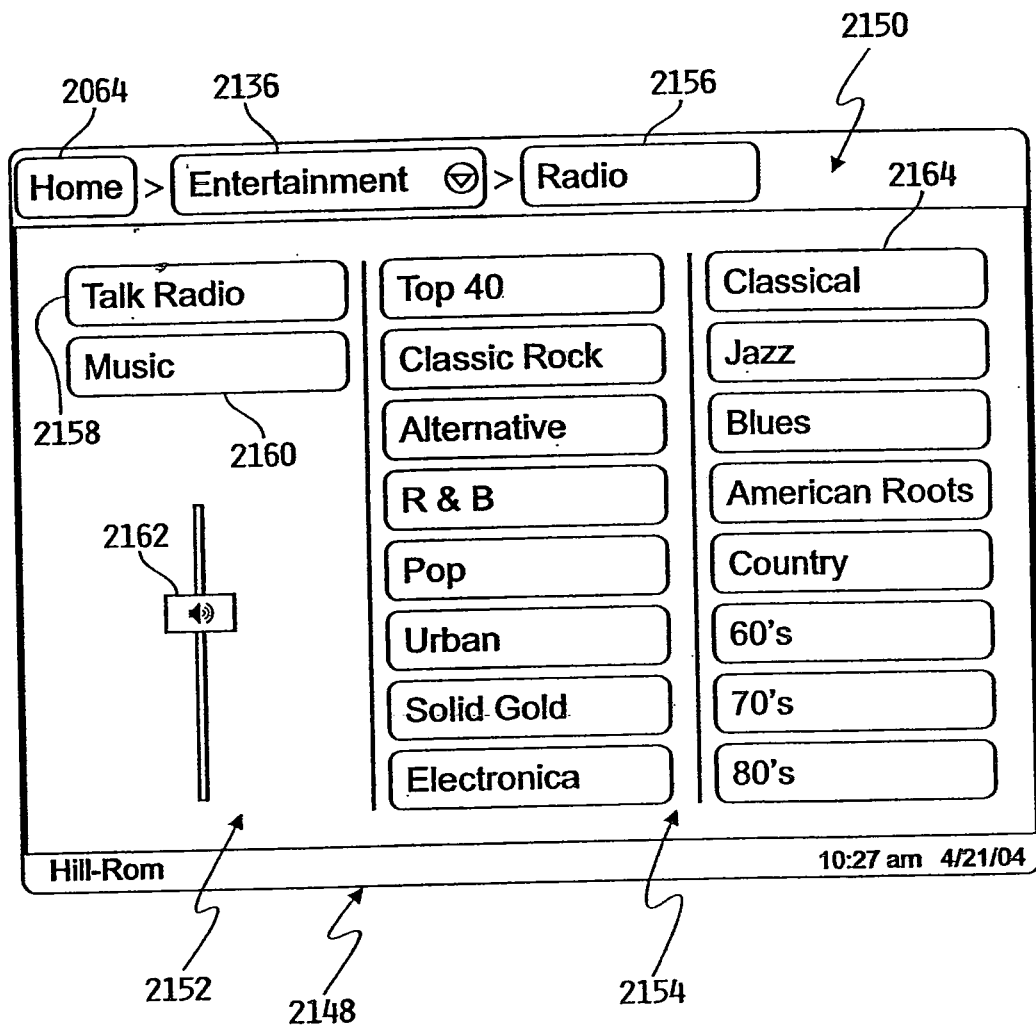 2150
2064 2136 2156
Home > Entertainment > Radio
2164
Talk Radio
Music
2158
2160
2162
Top 40
Classic Rock
Alternative
R & B
Pop
Urban
Solid Gold
Electronica
Classical
Jazz
Blues
American Roots
Country
60's
70's
80's
Hill-Rom 10:27 am 4/21/04
2152 2148 2154